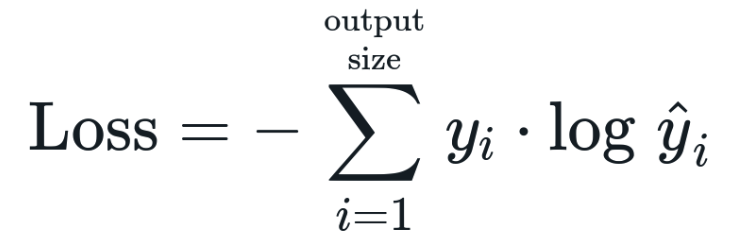 output
size
Loss = − ∑ yᵢ · log ŷᵢ
i=1